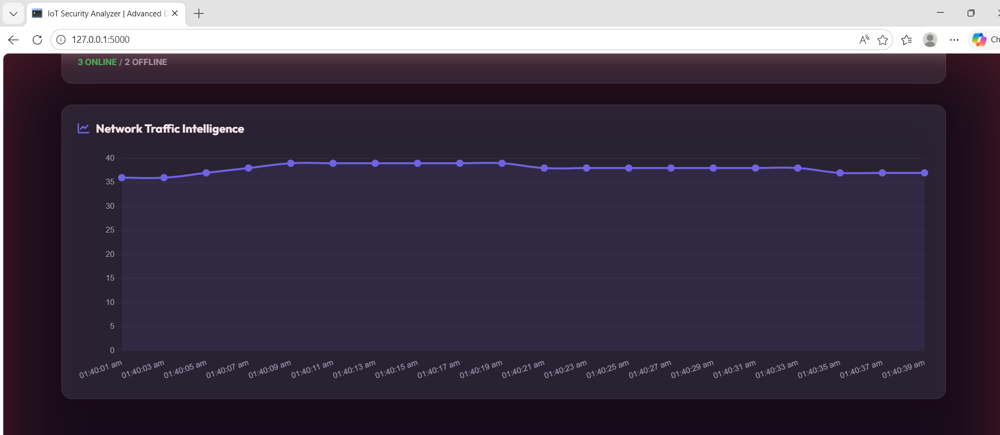 IoT Security Analyzer | Advanced D
127.0.0.1:5000
Ch
3 ONLINE / 2 OFFLINE
Network Traffic Intelligence
40
35
30
25
20
15
10
5
0
01:40:01 am
01:40:03 am
01:40:05 am
01:40:07 am
01:40:09 am
01:40:11 am
01:40:13 am
01:40:15 am
01:40:17 am
01:40:19 am
01:40:21 am
01:40:23 am
01:40:25 am
01:40:27 am
01:40:29 am
01:40:31 am
01:40:33 am
01:40:35 am
01:40:37 am
01:40:39 am